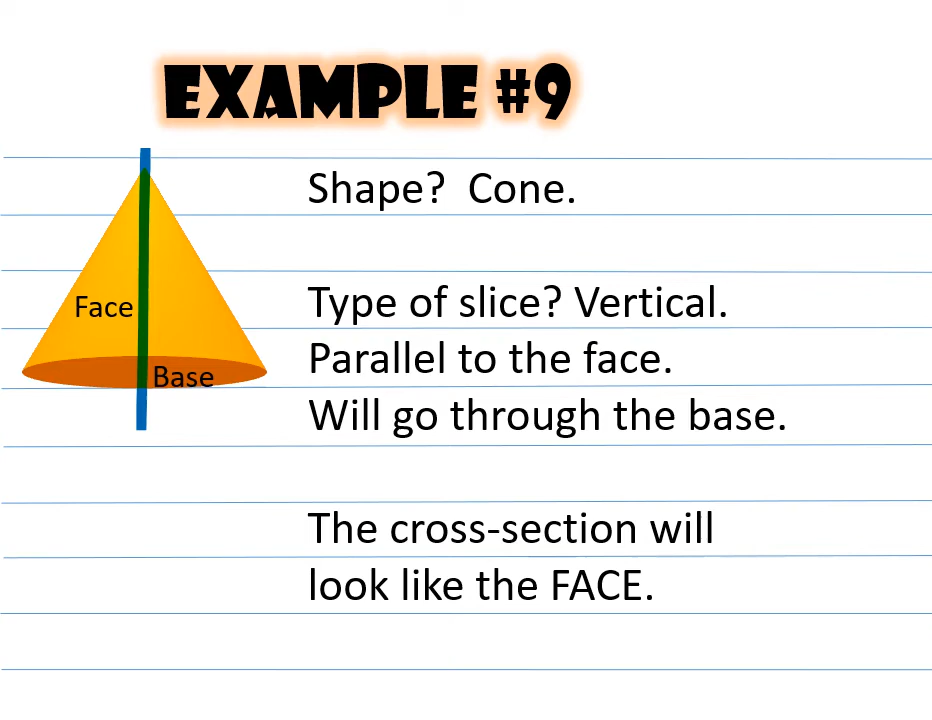 EXAMPLE #9
Shape?  Cone.
Type of slice? Vertical.
Face
Parallel to the face.
Base
Will go through the base.
The cross-section will
look like the FACE.